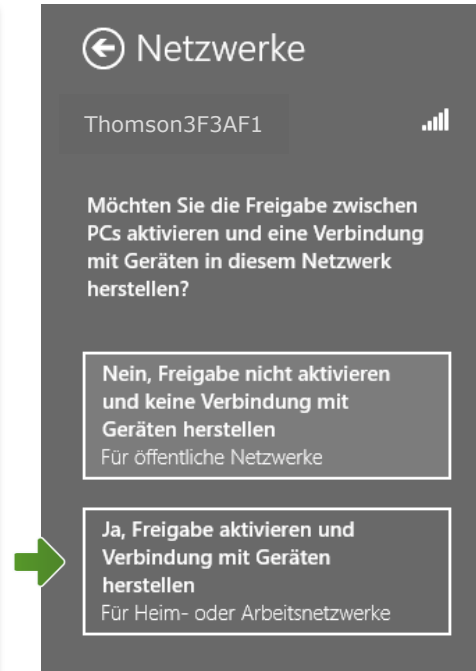 Netzwerke
Thomson3F3AF1
Möchten Sie die Freigabe zwischen
PCs aktivieren und eine Verbindung
mit Geräten in diesem Netzwerk
herstellen?
Nein, Freigabe nicht aktivieren
und keine Verbindung mit
Geräten herstellen
Für öffentliche Netzwerke
Ja, Freigabe aktivieren und
Verbindung mit Geräten
herstellen
Für Heim- oder Arbeitsnetzwerke